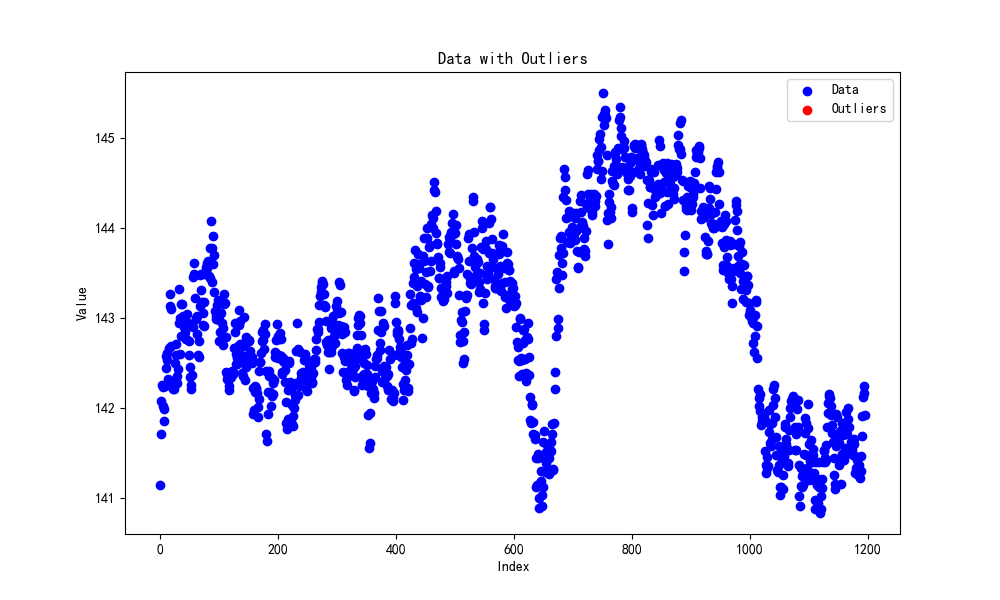 Data with Outliers
Data
Outliers
Value
145
144
143
142
141
0 200 400 600 800 1000 1200
Index